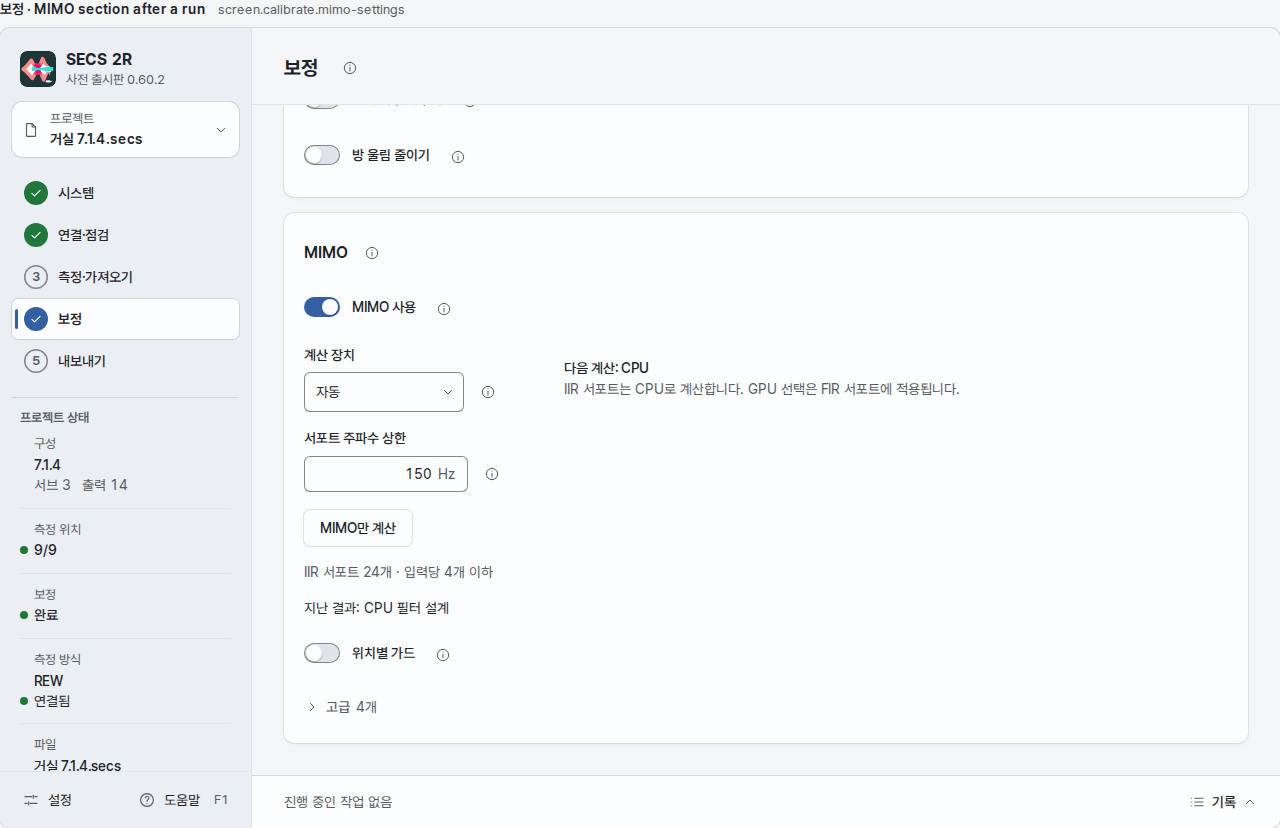 보정 · MIMO section after a run screen.calibrate.mimo-settings
SECS 2R
사전 출시판 0.60.2
프로젝트
거실 7.1.4.secs
시스템
연결·점검
3 측정·가져오기
보정
5 내보내기
프로젝트 상태
구성
7.1.4
서브 3 출력 14
측정 위치
9/9
보정
완료
측정 방식
REW
연결됨
파일
거실 7.1.4.secs
설정
도움말 F1
보정
방 울림 줄이기
MIMO
MIMO 사용
계산 장치
자동
다음 계산: CPU
IIR 서포트는 CPU로 계산합니다. GPU 선택은 FIR 서포트에 적용됩니다.
서포트 주파수 상한
150 Hz
MIMO만 계산
IIR 서포트 24개 · 입력당 4개 이하
지난 결과: CPU 필터 설계
위치별 가드
고급 4개
진행 중인 작업 없음
기록